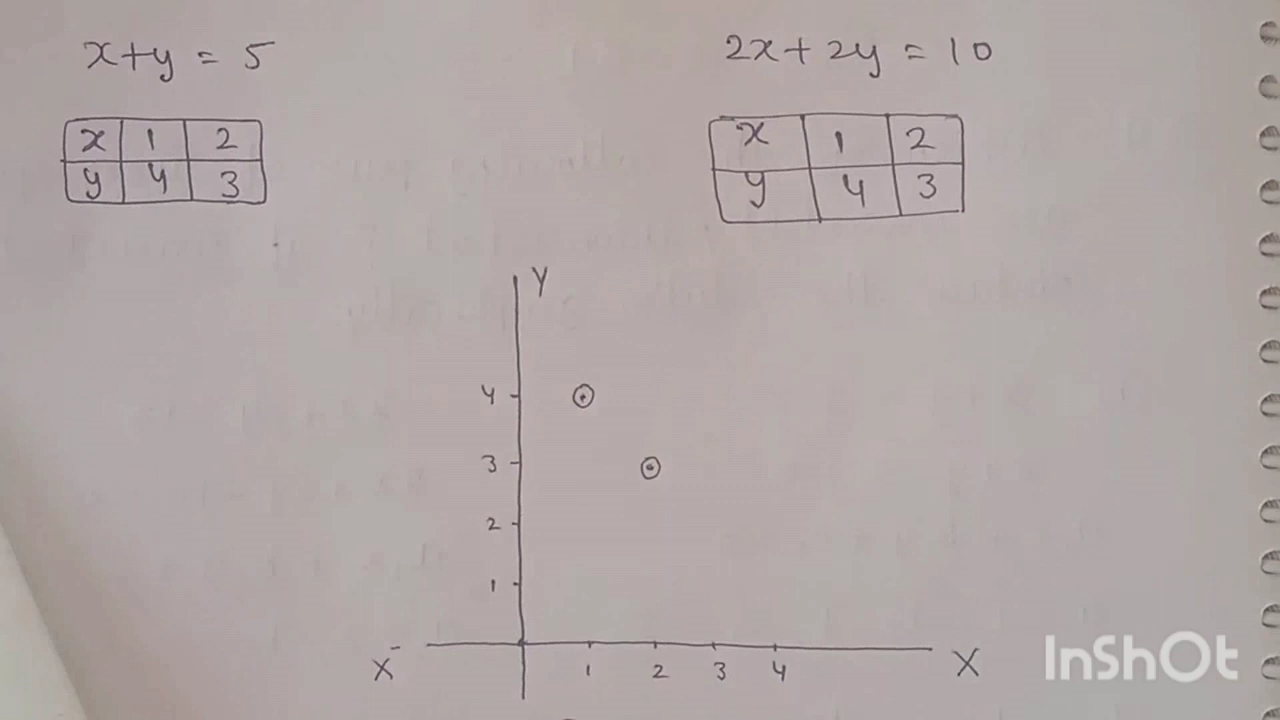 x+y = 5
2x+2y = 10
x 1 2
y 4 3
x 1 2
y 4 3
Y
4
3
2
1
X⁻ 1 2 3 4 X
InShOt